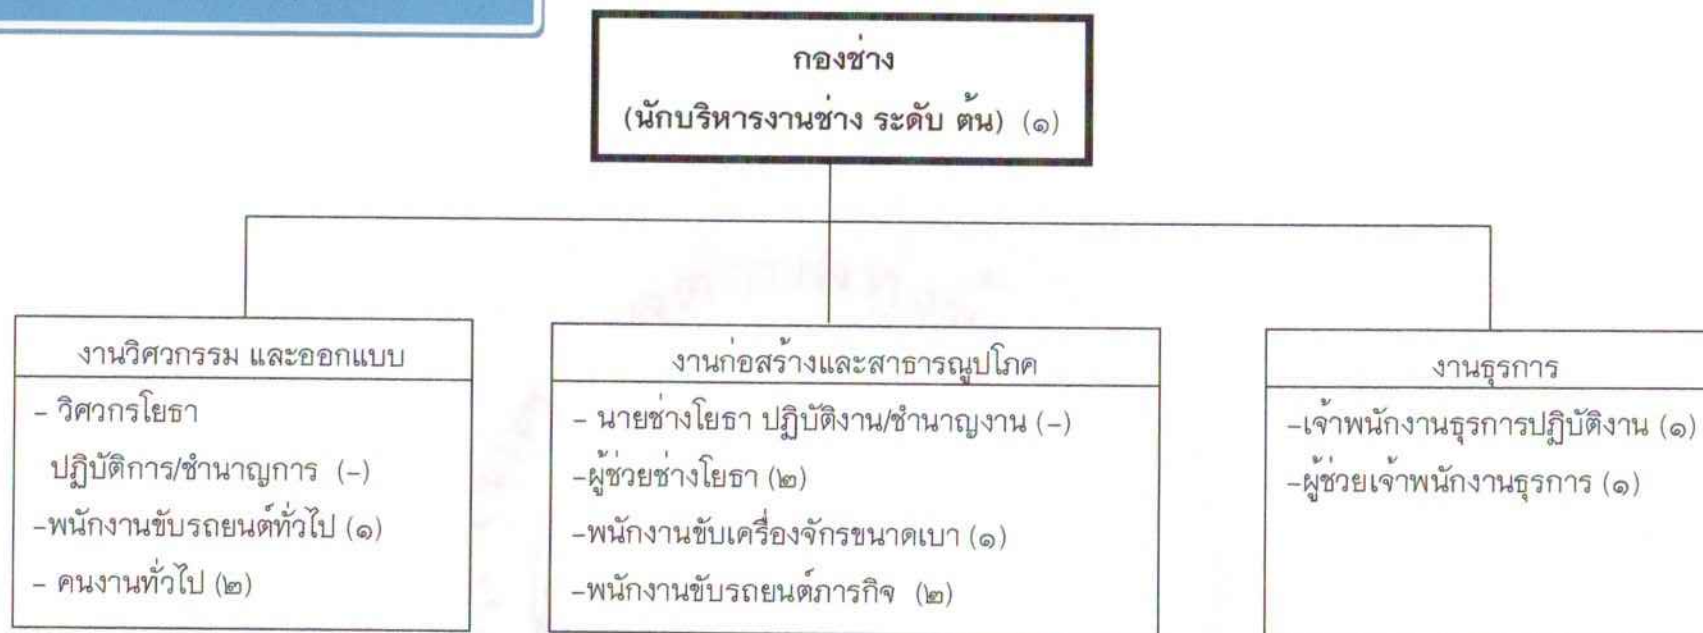 กองช่าง
(นักบริหารงานช่าง ระดับ ต้น) (๑)
งานวิศวกรรม และออกแบบ
- วิศวกรโยธา
ปฏิบัติการ/ชำนาญการ (-)
-พนักงานขับรถยนต์ทั่วไป (๑)
- คนงานทั่วไป (๒)
งานก่อสร้างและสาธารณูปโภค
- นายช่างโยธา ปฏิบัติงาน/ชำนาญงาน (-)
-ผู้ช่วยช่างโยธา (๒)
-พนักงานขับเครื่องจักรขนาดเบา (๑)
-พนักงานขับรถยนต์ภารกิจ (๒)
งานธุรการ
-เจ้าพนักงานธุรการปฏิบัติงาน (๑)
-ผู้ช่วยเจ้าพนักงานธุรการ (๑)